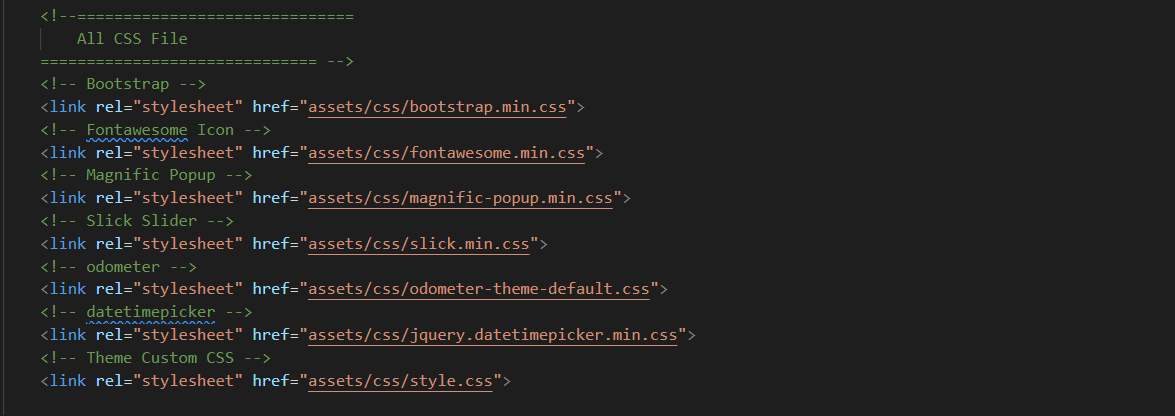 <!--==============================
All CSS File
============================== -->
<!-- Bootstrap -->
<link rel="stylesheet" href="assets/css/bootstrap.min.css">
<!-- Fontawesome Icon -->
<link rel="stylesheet" href="assets/css/fontawesome.min.css">
<!-- Magnific Popup -->
<link rel="stylesheet" href="assets/css/magnific-popup.min.css">
<!-- Slick Slider -->
<link rel="stylesheet" href="assets/css/slick.min.css">
<!-- odometer -->
<link rel="stylesheet" href="assets/css/odometer-theme-default.css">
<!-- datetimepicker -->
<link rel="stylesheet" href="assets/css/jquery.datetimepicker.min.css">
<!-- Theme Custom CSS -->
<link rel="stylesheet" href="assets/css/style.css">